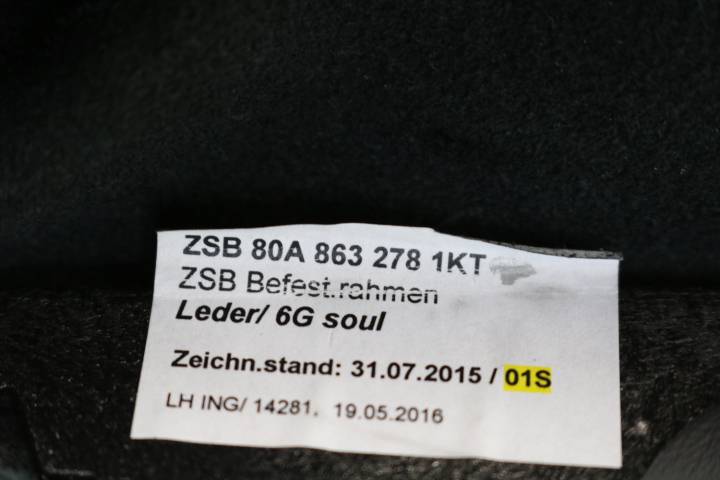 ZSB 80A 863 278 1KT
ZSB Befest.rahmen
Leder/ 6G soul
Zeichn.stand: 31.07.2015 / 01S
LH ING/ 14281, 19.05.2016